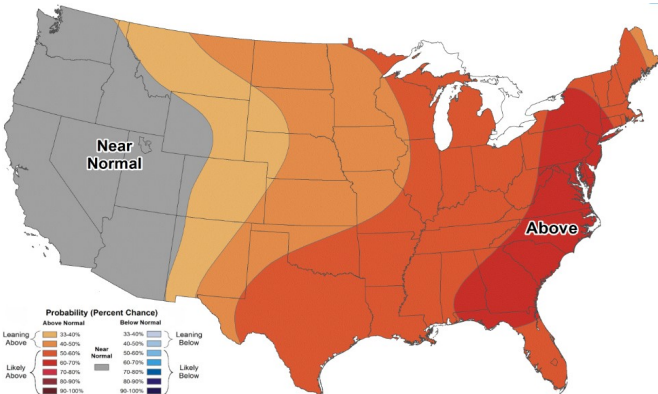 Near
Normal
Above
Probability (Percent Chance)
Above Normal
Below Normal
Leaning
Above
33-40%
40-50%
Likely
Above
50-60%
60-70%
70-80%
80-90%
90-100%
Near
Normal
33-40%
40-50%
Leaning
Below
50-60%
60-70%
70-80%
80-90%
90-100%
Likely
Below